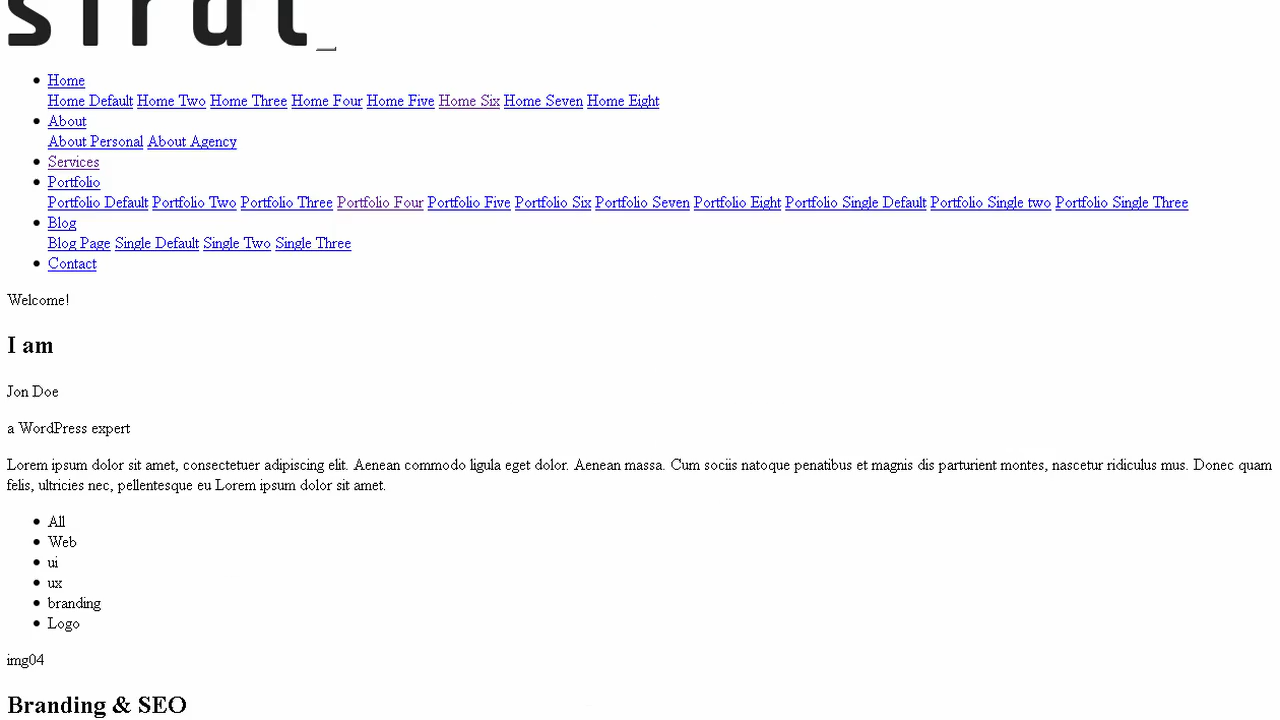 Home
Home Default Home Two Home Three Home Four Home Five Home Six Home Seven Home Eight
About
About Personal About Agency
Services
Portfolio
Portfolio Default Portfolio Two Portfolio Three Portfolio Four Portfolio Five Portfolio Six Portfolio Seven Portfolio Eight Portfolio Single Default Portfolio Single two Portfolio Single Three
Blog
Blog Page Single Default Single Two Single Three
Contact
Welcome!
I am
Jon Doe
a WordPress expert
Lorem ipsum dolor sit amet, consectetuer adipiscing elit. Aenean commodo ligula eget dolor. Aenean massa. Cum sociis natoque penatibus et magnis dis parturient montes, nascetur ridiculus mus. Donec quam
felis, ultricies nec, pellentesque eu Lorem ipsum dolor sit amet.
All
Web
ui
ux
branding
Logo
img04
Branding & SEO